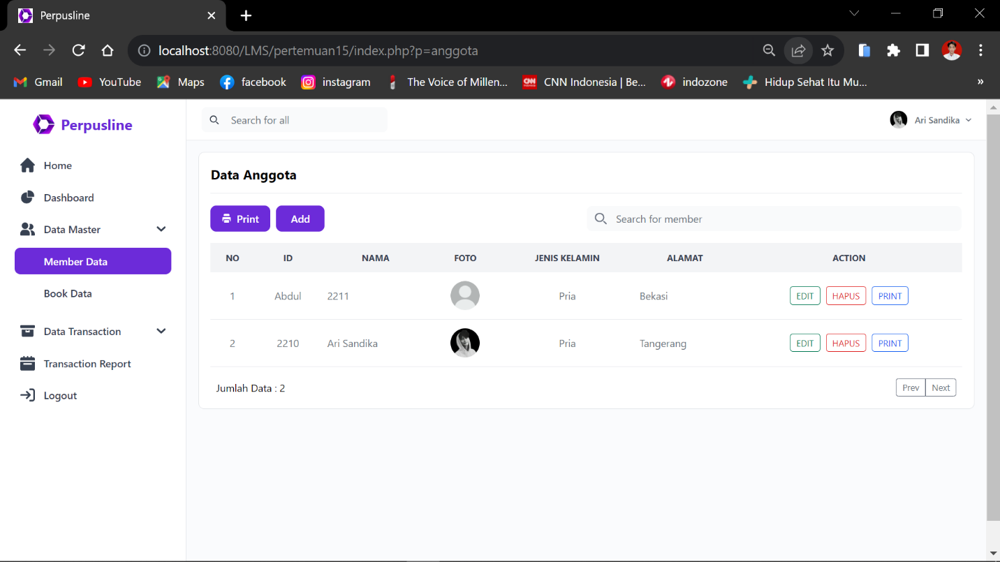 Perpusline
localhost:8080/LMS/pertemuan15/index.php?p=anggota
Gmail YouTube Maps facebook instagram The Voice of Millen... CNN Indonesia | Be... indozone Hidup Sehat Itu Mu... »
Perpusline
Search for all
Ari Sandika
Home
Dashboard
Data Master
Member Data
Book Data
Data Transaction
Transaction Report
Logout
Data Anggota
Print Add
Search for member
NO ID NAMA FOTO JENIS KELAMIN ALAMAT ACTION
1 Abdul 2211 Pria Bekasi EDIT HAPUS PRINT
2 2210 Ari Sandika Pria Tangerang EDIT HAPUS PRINT
Jumlah Data : 2
Prev Next